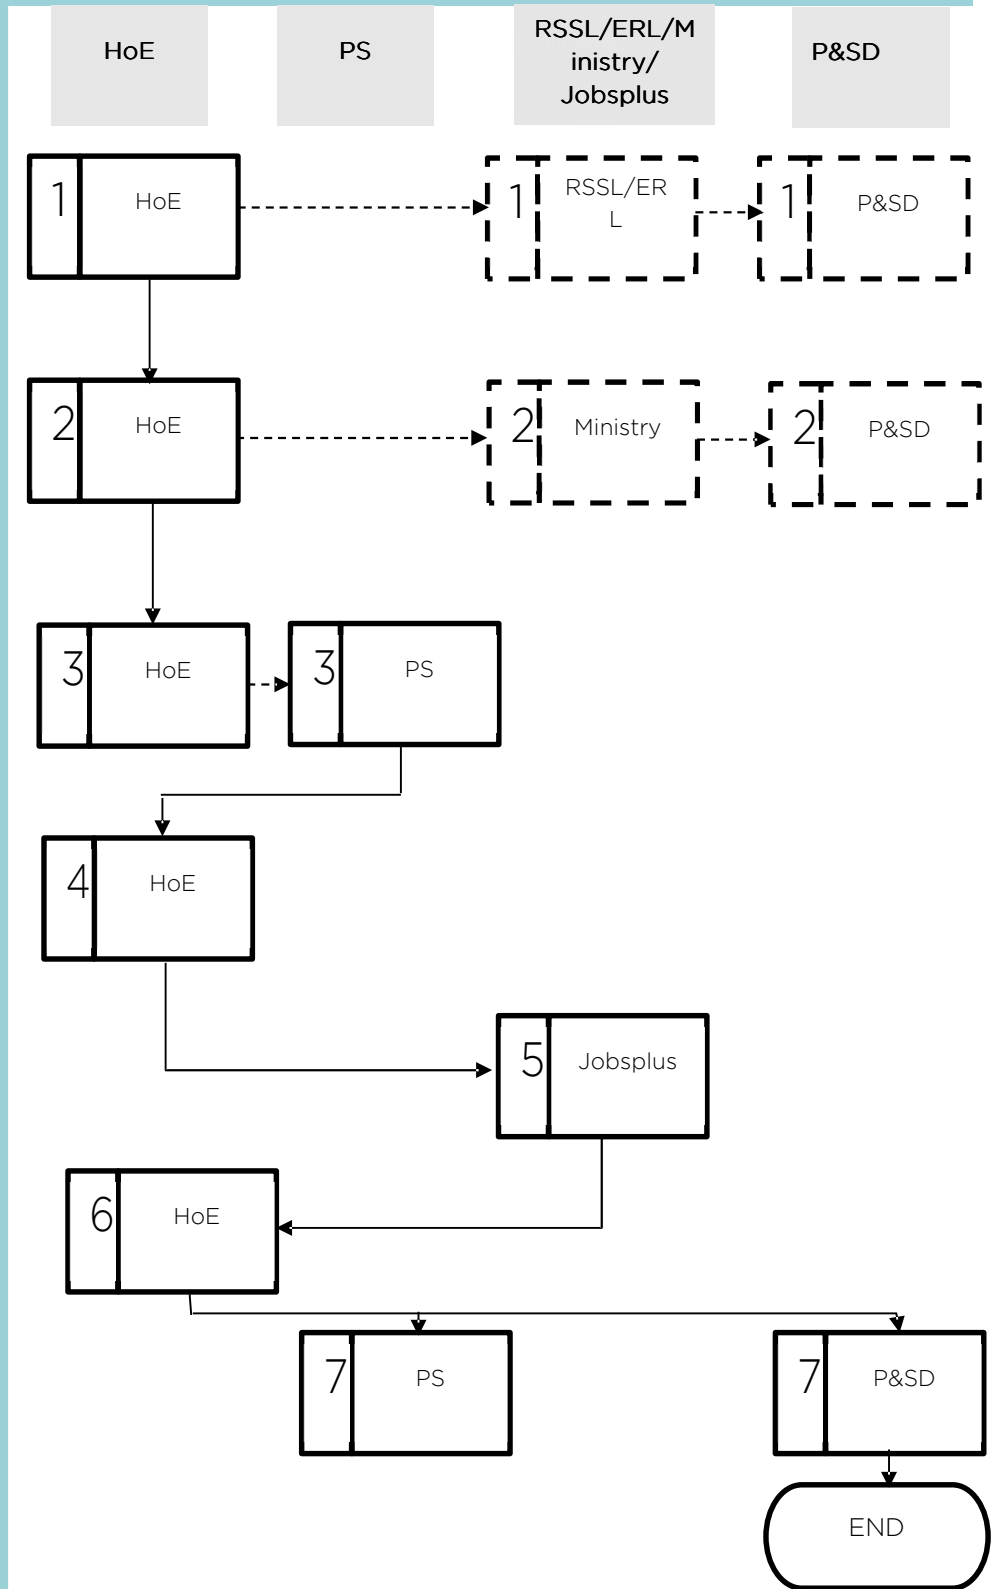 HoE
PS
RSSL/ERL/M
inistry/
Jobsplus
P&SD
1
HoE
1
RSSL/ER
L
1
P&SD
2
HoE
2
Ministry
2
P&SD
3
HoE
3
PS
4
HoE
5
Jobsplus
6
HoE
7
PS
7
P&SD
END